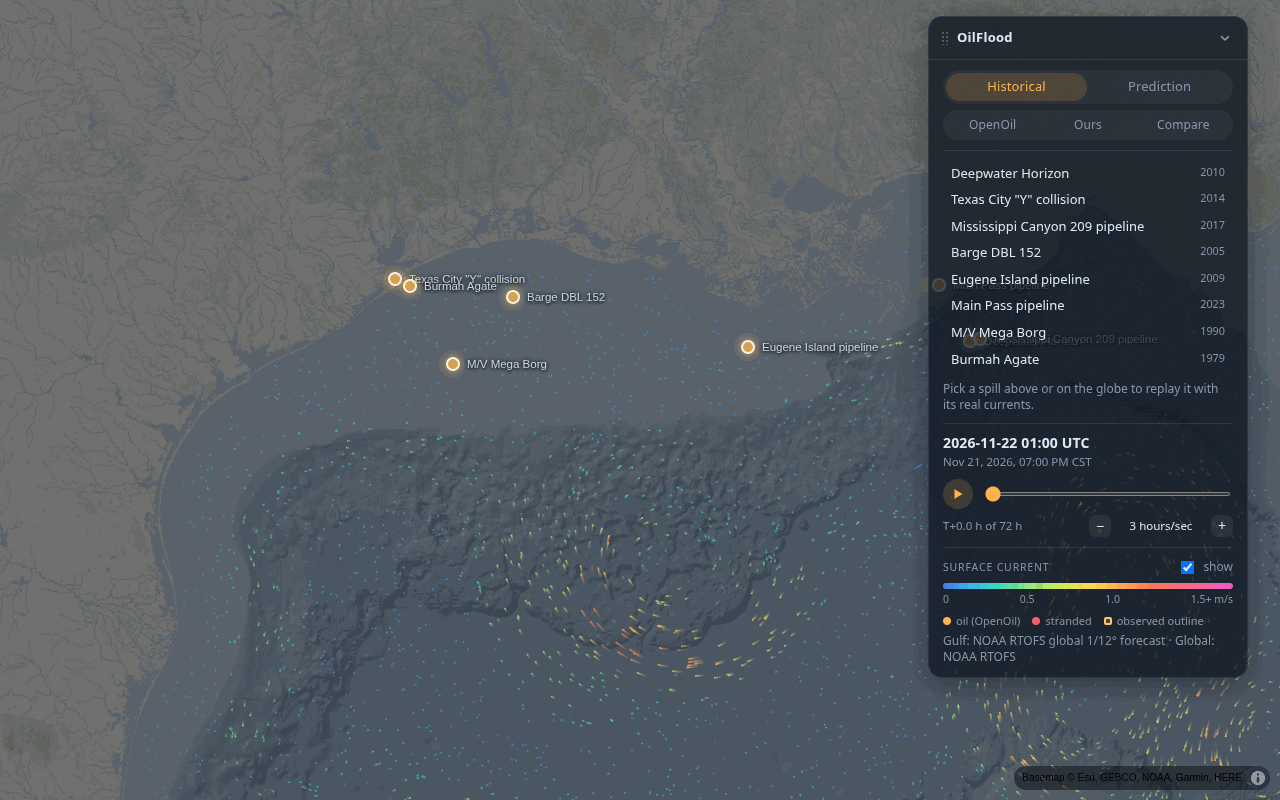 OilFlood
Historical
Prediction
OpenOil
Ours
Compare
Deepwater Horizon 2010
Texas City "Y" collision 2014
Mississippi Canyon 209 pipeline 2017
Barge DBL 152 2005
Eugene Island pipeline 2009
Main Pass pipeline 2023
M/V Mega Borg 1990
Burmah Agate 1979
Pick a spill above or on the globe to replay it with
its real currents.
2026-11-22 01:00 UTC
Nov 21, 2026, 07:00 PM CST
T+0.0 h of 72 h
− 3 hours/sec +
SURFACE CURRENT show
0 0.5 1.0 1.5+ m/s
oil (OpenOil) stranded observed outline
Gulf: NOAA RTOFS global 1/12° forecast · Global:
NOAA RTOFS
Texas City "Y" collision
Burmah Agate
Barge DBL 152
Eugene Island pipeline
M/V Mega Borg
Main Pass pipeline
Canyon 209 pipeline
Basemap © Esri, GEBCO, NOAA, Garmin, HERE